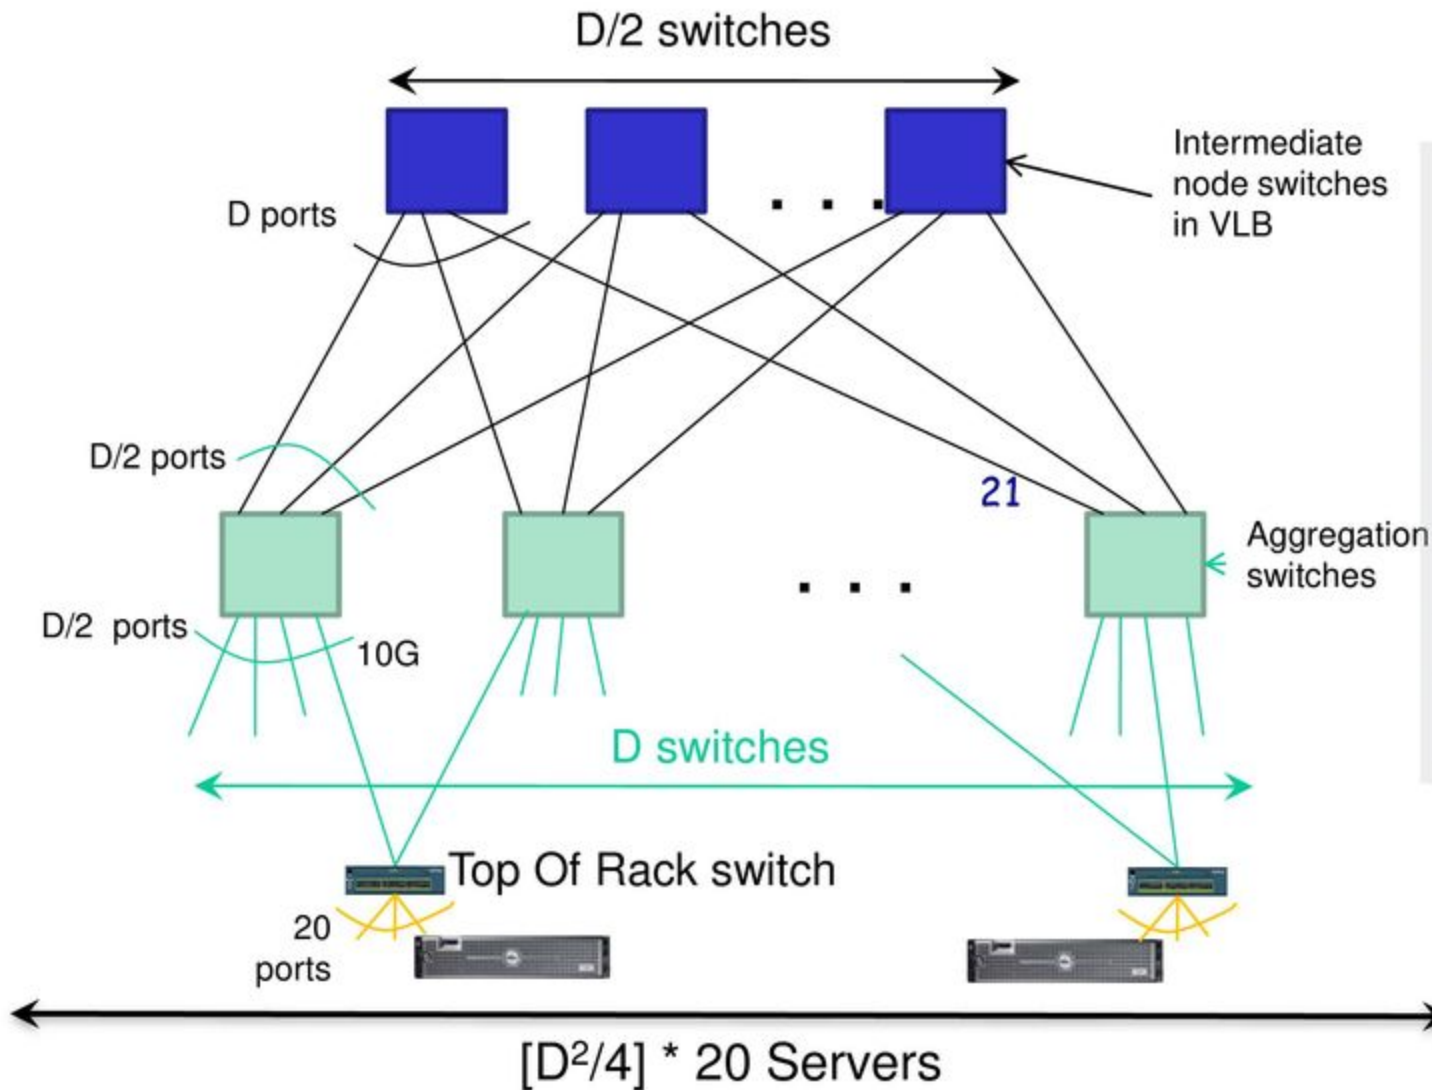 D/2 switches
Intermediate
node switches
in VLB
D ports
D/2 ports
21
Aggregation
switches
D/2 ports
10G
D switches
Top Of Rack switch
20
ports
[D²/4] * 20 Servers